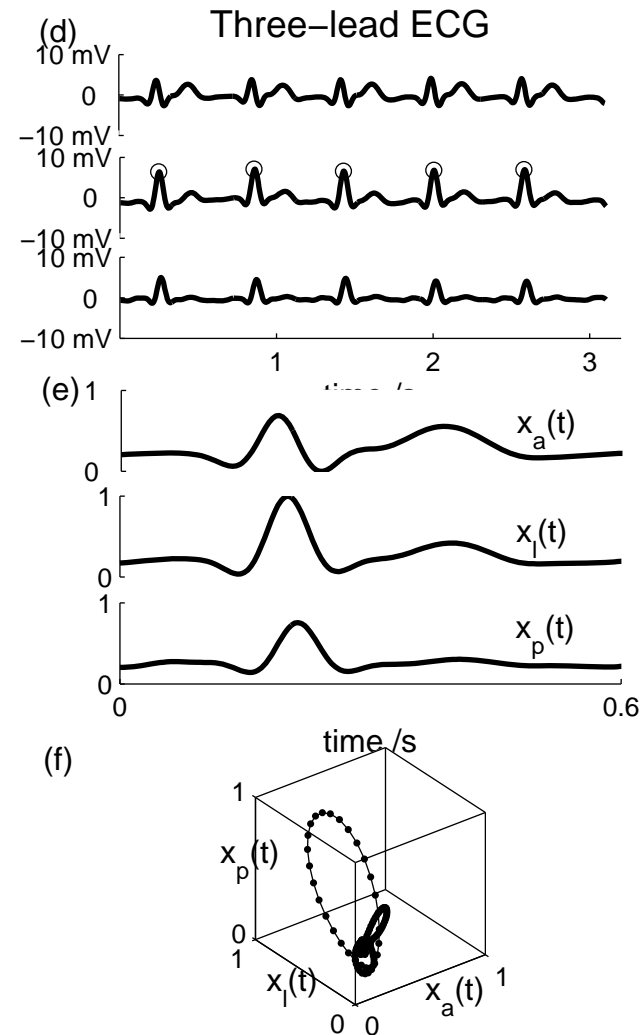 (d) Three–lead ECG
10 mV
0
−10 mV
10 mV
0
−10 mV
10 mV
0
−10 mV
1 2 3
time /s
(e) 1
x_a(t)
0
1
x_l(t)
0
1
x_p(t)
0
0 0.6
time /s
(f)
1
x_p(t)
0
1
x_l(t)
x_a(t)
1
0 0